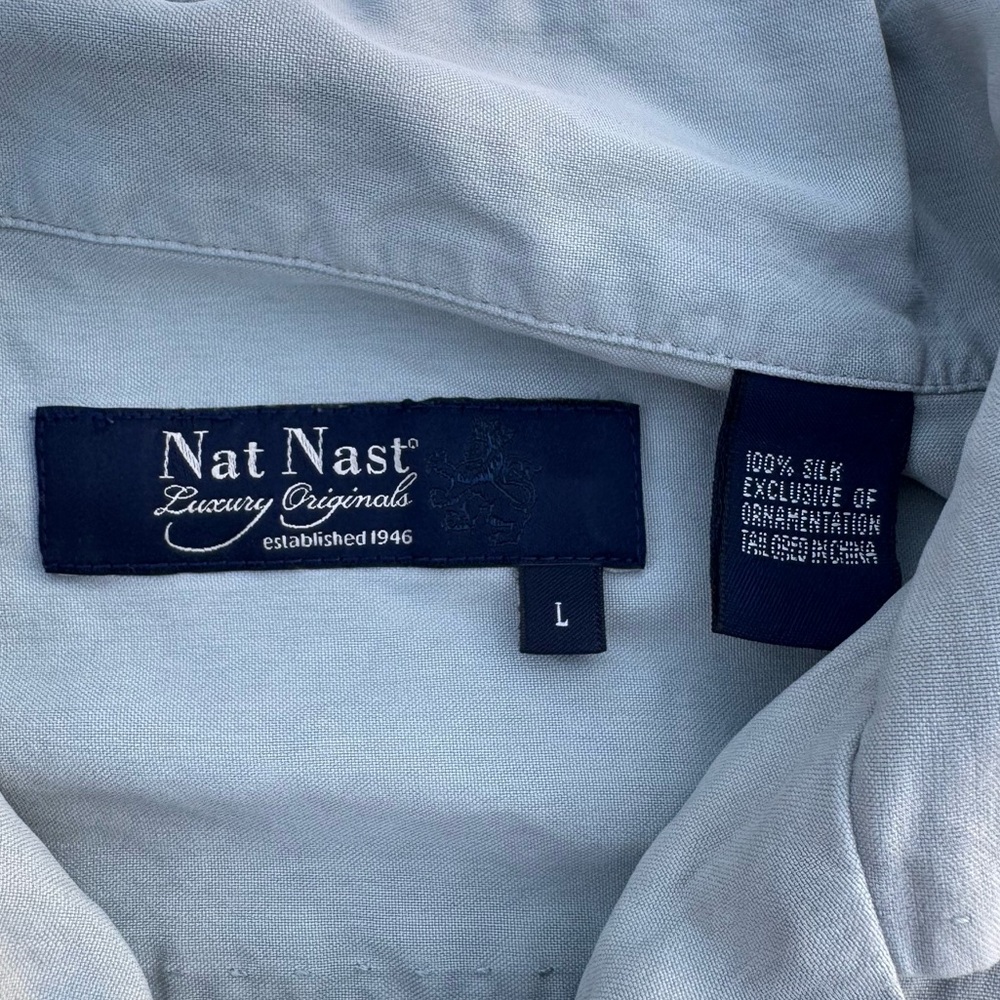 Nat Nast®
Luxury Originals
established 1946
L
100% SILK
EXCLUSIVE OF
ORNAMENTATION
TAILORED IN CHINA